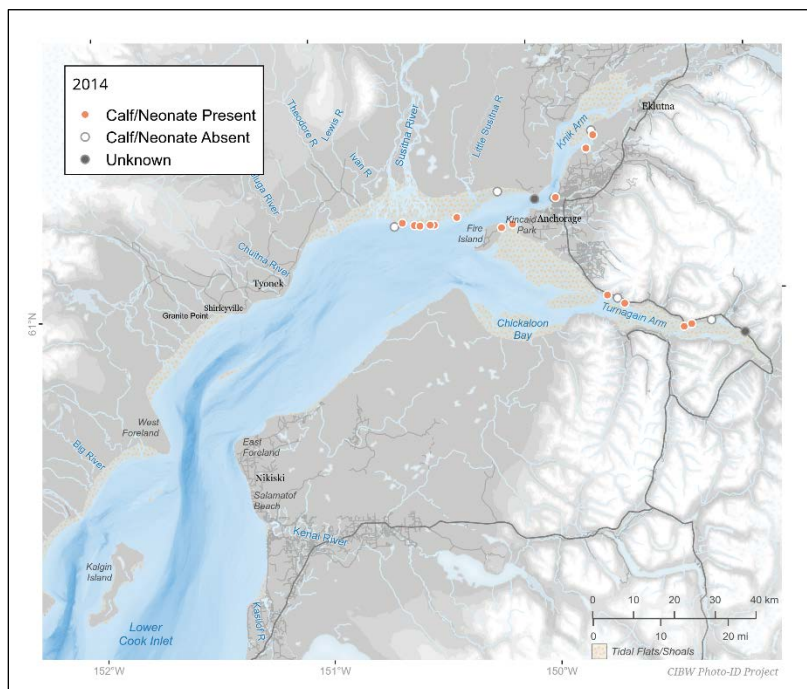 2014
Calf/Neonate Present
Calf/Neonate Absent
Unknown
Theodore R
Lewis R
Ivan R
Susitna River
Little Susitna R
Knik Arm
Eklutna
Chuitna River
Tyonek
Shirleyville
Granite Point
Fire
Island
Kincaid
Park
Anchorage
61°N
Chickaloon
Bay
Turnagain Arm
West
Foreland
Big River
East
Foreland
Nikiski
Salamatof
Beach
Kenai River
Kalgin
Island
Kasilof R
Lower
Cook Inlet
0 10 20 30 40 km
0 10 20 mi
Tidal Flats/Shoals
CIBW Photo-ID Project
152°W
151°W
150°W